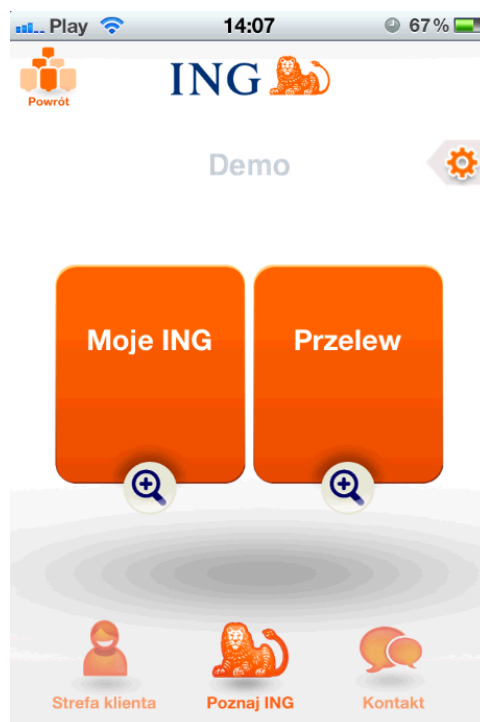 Play 14:07 67%
Powrót
ING
Demo
Moje ING Przelew
Strefa klienta Poznaj ING Kontakt